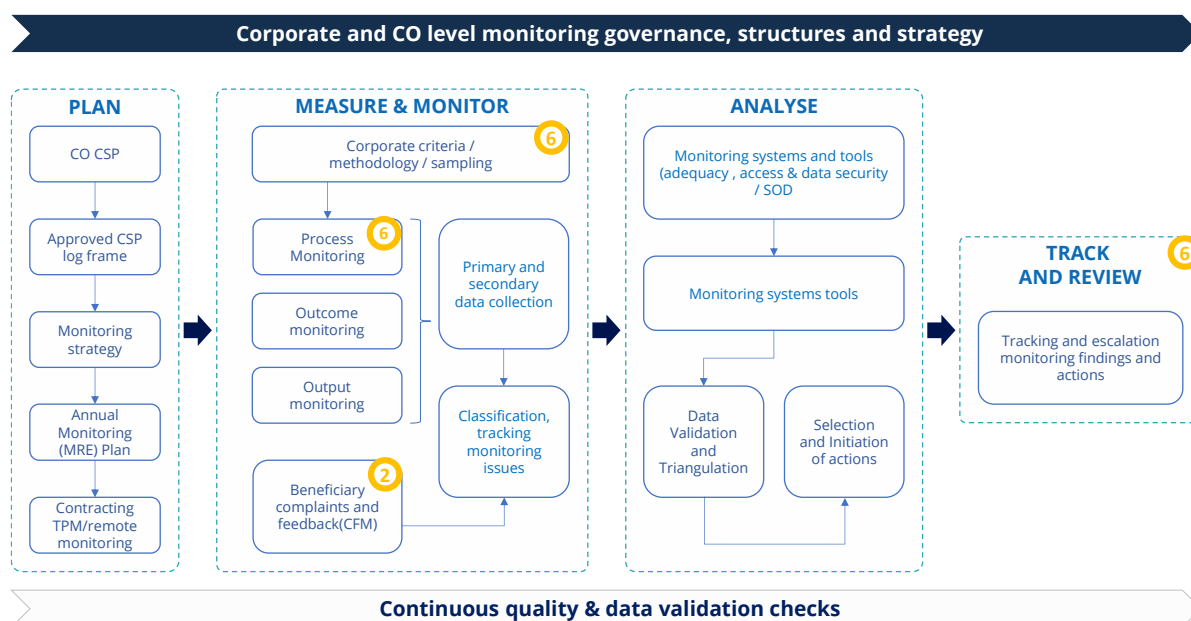 Corporate and CO level monitoring governance, structures and strategy
PLAN
CO CSP
Approved CSP
log frame
Monitoring
strategy
Annual
Monitoring
(MRE) Plan
Contracting
TPM/remote
monitoring
MEASURE & MONITOR
6
Corporate criteria /
methodology / sampling
6
Process
Monitoring
Outcome
monitoring
Output
monitoring
2
Beneficiary
complaints and
feedback(CFM)
Primary and
secondary
data collection
Classification,
tracking
monitoring
issues
ANALYSE
Monitoring systems and tools
(adequacy , access & data security
/ SOD
Monitoring systems tools
Data
Validation
and
Triangulation
Selection
and Initiation
of actions
6
TRACK
AND REVIEW
Tracking and escalation
monitoring findings and
actions
Continuous quality & data validation checks